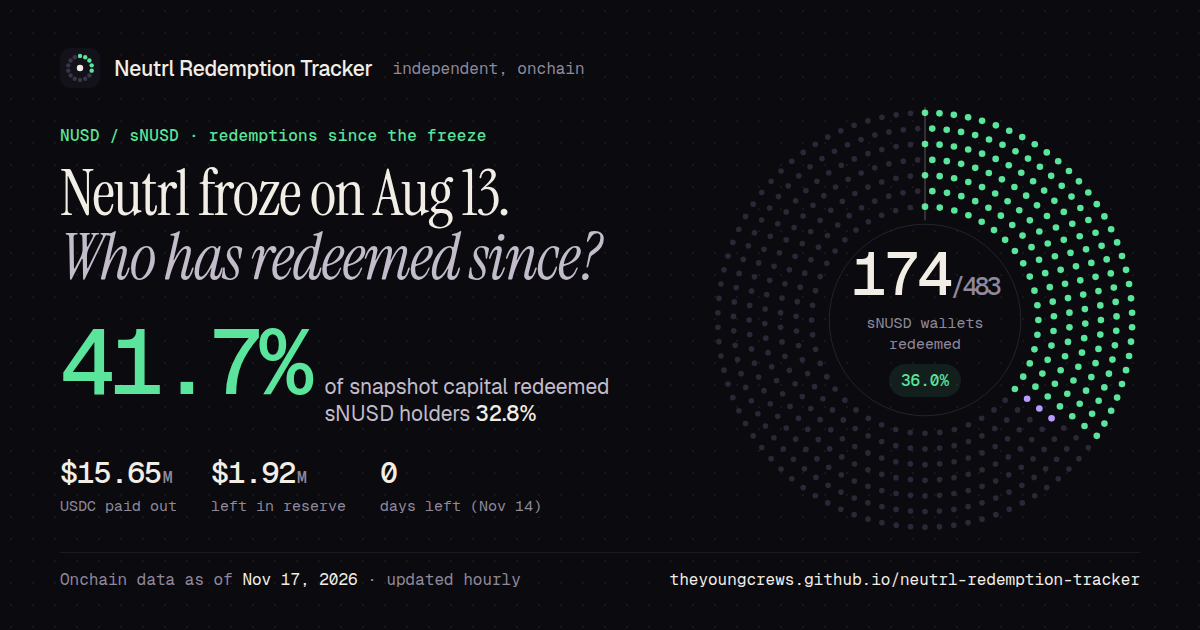 Neutrl Redemption Tracker independent, onchain
NUSD / sNUSD · redemptions since the freeze
Neutrl froze on Aug 13.
Who has redeemed since?
41.7% of snapshot capital redeemed
sNUSD holders 32.8%
$15.65M $1.92M 0
USDC paid out left in reserve days left (Nov 14)
174/483
sNUSD wallets
redeemed
36.0%
Onchain data as of Nov 17, 2026 · updated hourly
theyoungcrews.github.io/neutrl-redemption-tracker